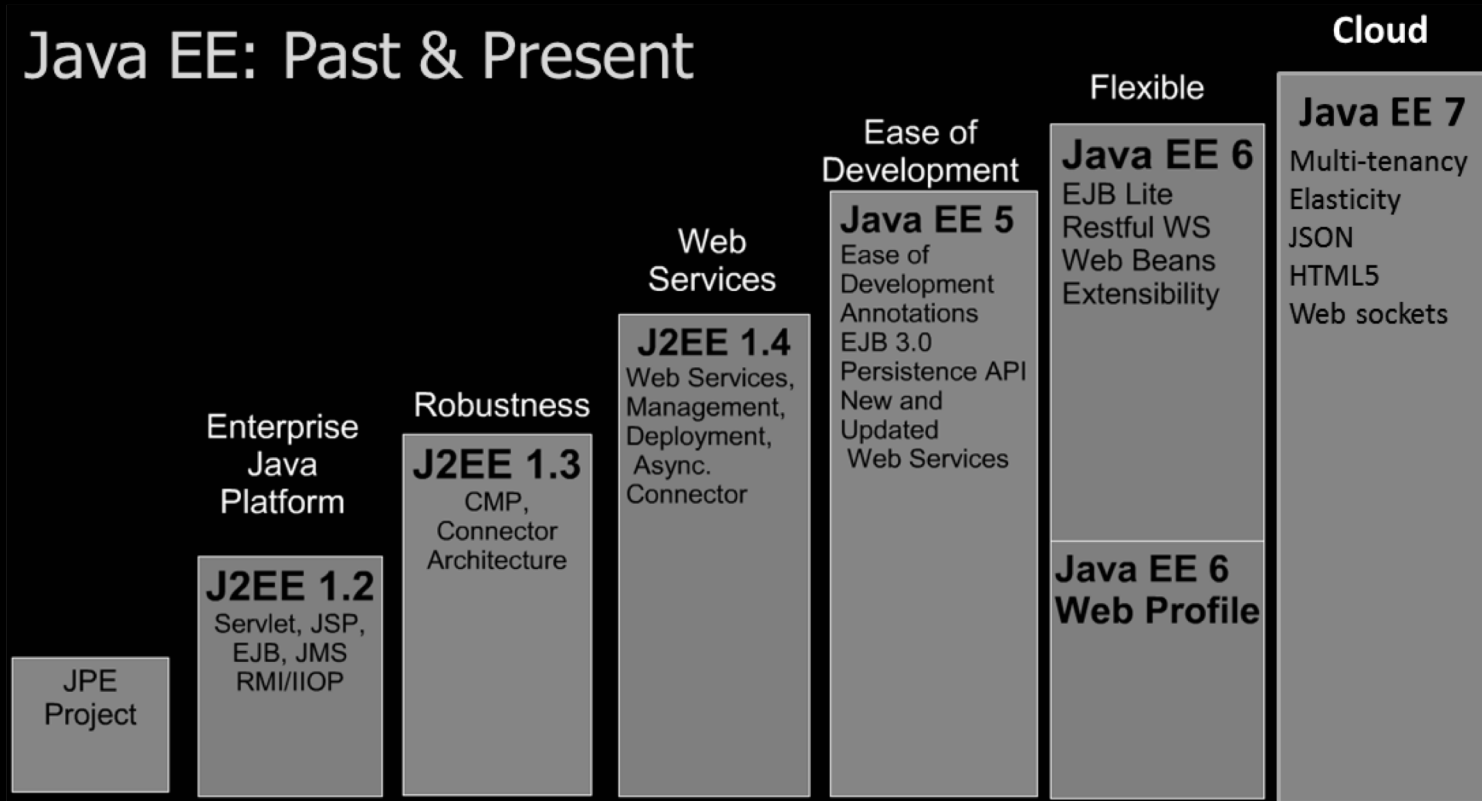 Java EE: Past & Present
JPE
Project
Enterprise
Java
Platform
J2EE 1.2
Servlet, JSP,
EJB, JMS
RMI/IIOP
Robustness
J2EE 1.3
CMP,
Connector
Architecture
Web
Services
J2EE 1.4
Web Services,
Management,
Deployment,
Async.
Connector
Ease of
Development
Java EE 5
Ease of
Development
Annotations
EJB 3.0
Persistence API
New and
Updated
Web Services
Flexible
Java EE 6
EJB Lite
Restful WS
Web Beans
Extensibility
Java EE 6
Web Profile
Cloud
Java EE 7
Multi-tenancy
Elasticity
JSON
HTML5
Web sockets